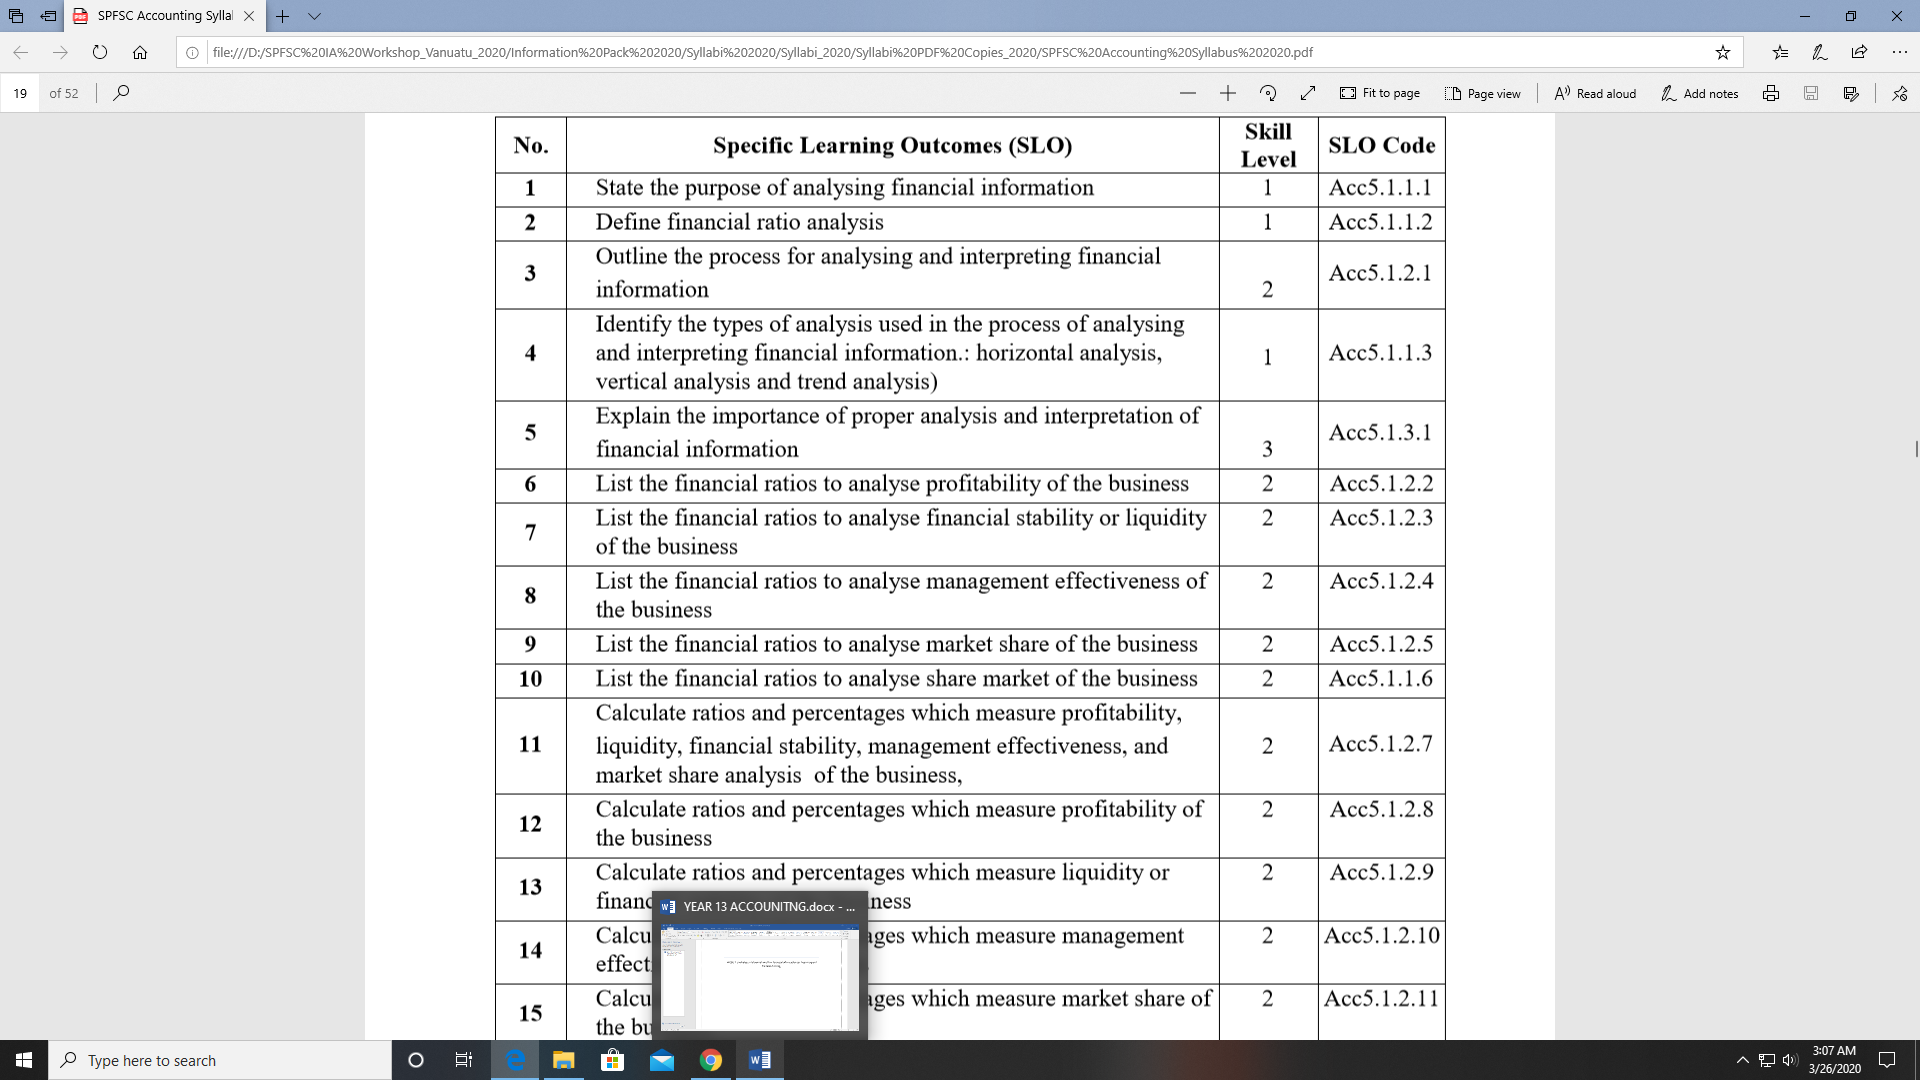 SPFSC Accounting Sylla
file:///D:/SPFSC%20IA%20Workshop_Vanuatu_2020/Information%20Pack%202020/Syllabi%202020/Syllabi_2020/Syllabi%20PDF%20Copies_2020/SPFSC%20Accounting%20Syllabus%202020.pdf
19 of 52 Fit to page Page view Read aloud Add notes
No. Specific Learning Outcomes (SLO) Skill Level SLO Code
1 State the purpose of analysing financial information 1 Acc5.1.1.1
2 Define financial ratio analysis 1 Acc5.1.1.2
3 Outline the process for analysing and interpreting financial
information 2 Acc5.1.2.1
4 Identify the types of analysis used in the process of analysing
and interpreting financial information.: horizontal analysis,
vertical analysis and trend analysis) 1 Acc5.1.1.3
5 Explain the importance of proper analysis and interpretation of
financial information 3 Acc5.1.3.1
6 List the financial ratios to analyse profitability of the business 2 Acc5.1.2.2
7 List the financial ratios to analyse financial stability or liquidity
of the business 2 Acc5.1.2.3
8 List the financial ratios to analyse management effectiveness of
the business 2 Acc5.1.2.4
9 List the financial ratios to analyse market share of the business 2 Acc5.1.2.5
10 List the financial ratios to analyse share market of the business 2 Acc5.1.1.6
11 Calculate ratios and percentages which measure profitability,
liquidity, financial stability, management effectiveness, and
market share analysis of the business, 2 Acc5.1.2.7
12 Calculate ratios and percentages which measure profitability of
the business 2 Acc5.1.2.8
13 Calculate ratios and percentages which measure liquidity or
financ ness 2 Acc5.1.2.9
YEAR 13 ACCOUNITNG.docx - ...
14 Calcu ages which measure management
effect 2 Acc5.1.2.10
15 Calcu ages which measure market share of
the bu 2 Acc5.1.2.11
Type here to search
3:07 AM
3/26/2020